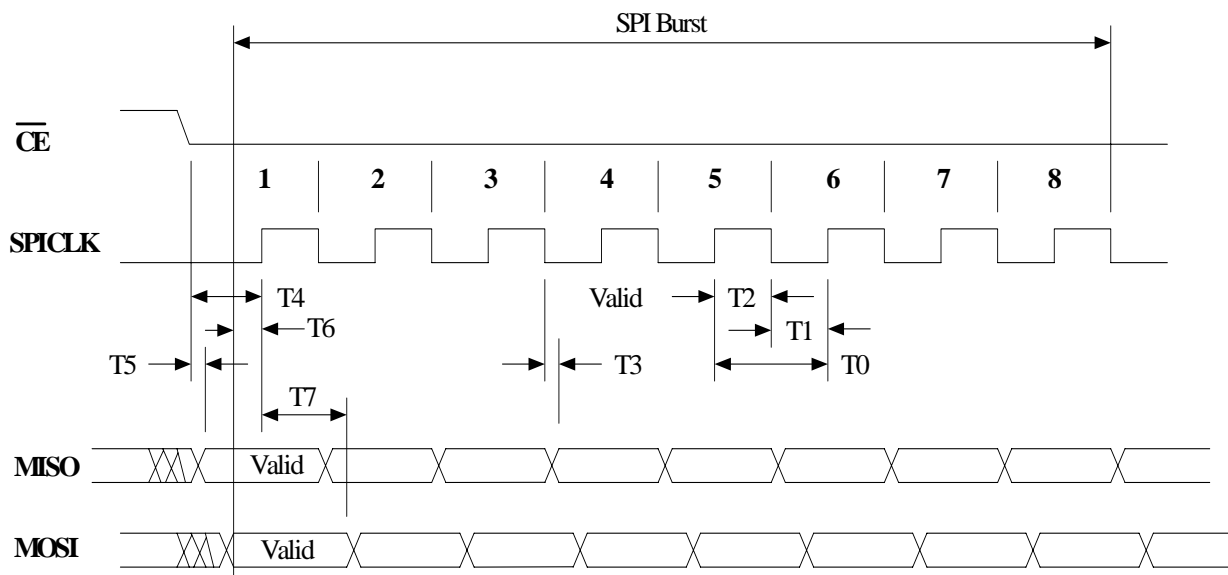 SPI Burst
CE
1 2 3 4 5 6 7 8
SPICLK
T4 Valid T2
T6 T1
T5 T3 T0
T7
MISO Valid
MOSI Valid